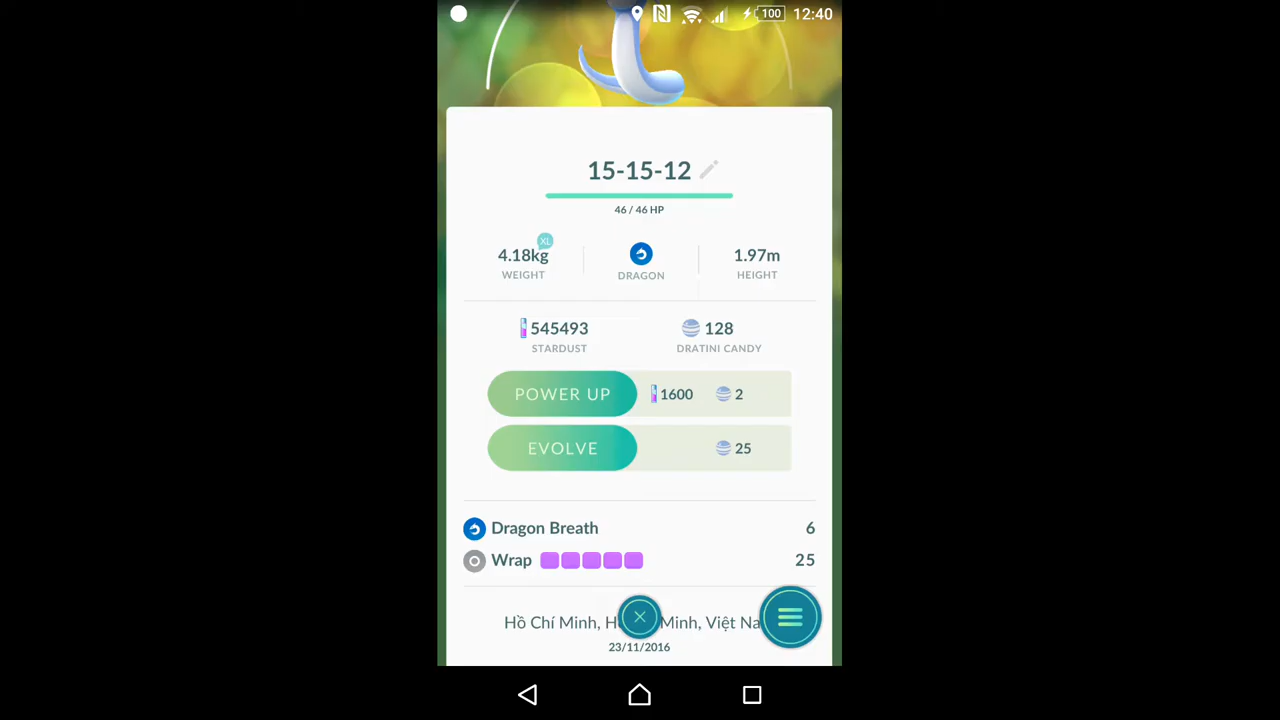 100 12:40
15-15-12
46 / 46 HP
XL
4.18kg
WEIGHT
DRAGON
1.97m
HEIGHT
545493
STARDUST
128
DRATINI CANDY
POWER UP 1600 2
EVOLVE 25
Dragon Breath 6
Wrap 25
Hồ Chí Minh, Minh, Việt
23/11/2016